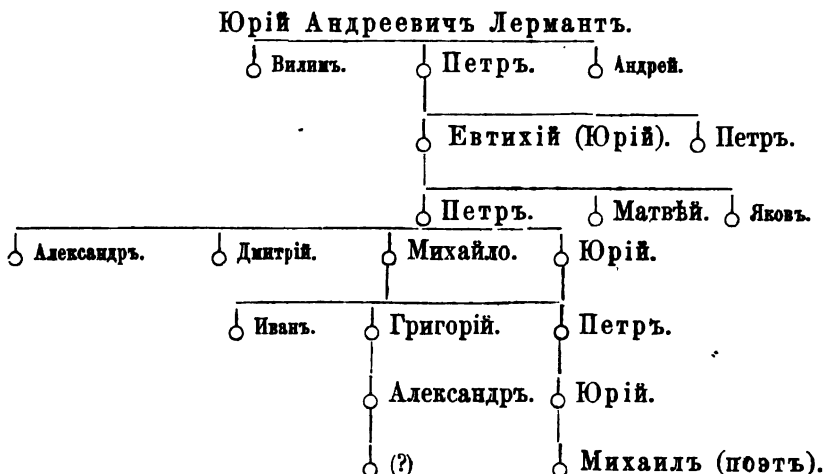 Юрій Андреевичъ Лермантъ.
Вилимъ. Петръ. Андрей.
Евтихій (Юрій). Петръ.
Петръ. Матвѣй. Яковъ.
Александръ. Дмитрій. Михайло. Юрій.
Иванъ. Григорій. Петръ.
Александръ. Юрій.
(?) Михаилъ (поэтъ).